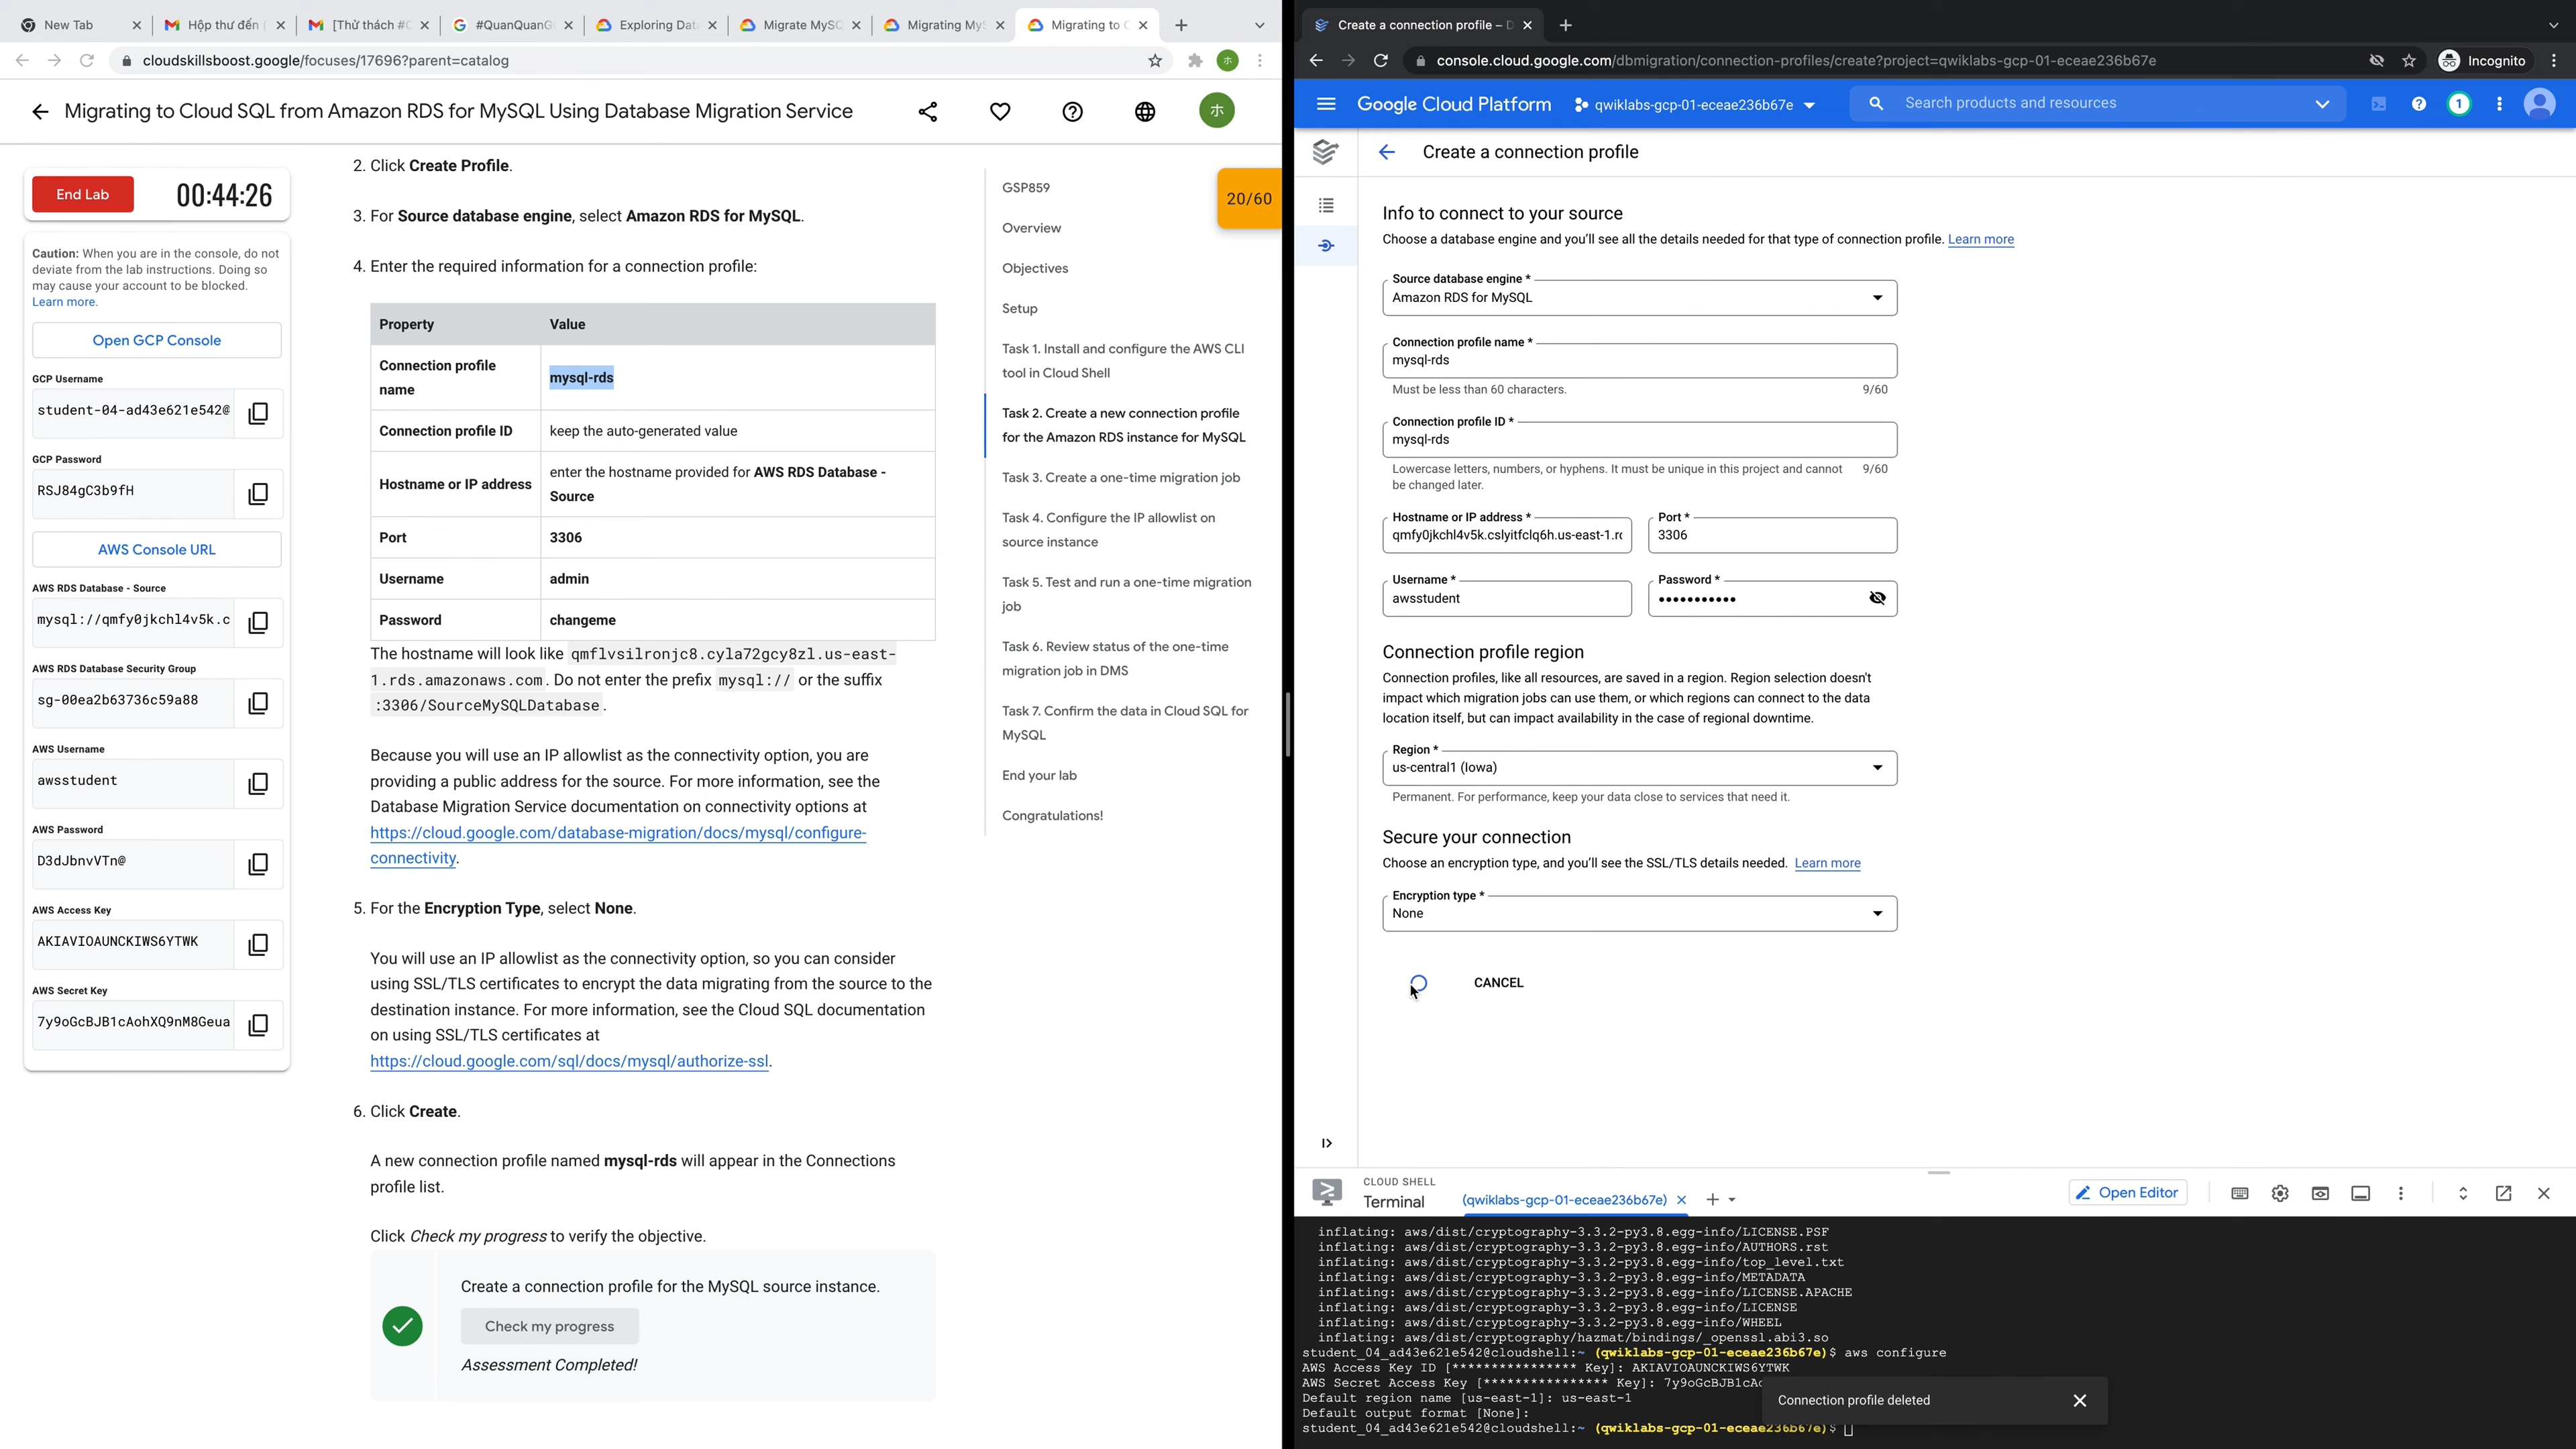 New Tab
Hộp thư đến (
[Thử thách #C
#QuanQuanG
Exploring Dat
Migrate MySQ
Migrating MyS
Migrating to C
cloudskillsboost.google/focuses/17696?parent=catalog
Migrating to Cloud SQL from Amazon RDS for MySQL Using Database Migration Service
ホ
End Lab
00:44:26
Caution: When you are in the console, do not
deviate from the lab instructions. Doing so
may cause your account to be blocked.
Learn more.
Open GCP Console
GCP Username
student-04-ad43e621e542@
GCP Password
RSJ84gC3b9fH
AWS Console URL
AWS RDS Database - Source
mysql://qmfy0jkchl4v5k.c
AWS RDS Database Security Group
sg-00ea2b63736c59a88
AWS Username
awsstudent
AWS Password
D3dJbnvVTn@
AWS Access Key
AKIAVIOAUNCKIWS6YTWK
AWS Secret Key
7y9oGcBJB1cAohXQ9nM8Geua
2. Click Create Profile.
3. For Source database engine, select Amazon RDS for MySQL.
4. Enter the required information for a connection profile:
Property Value
Connection profile name mysql-rds
Connection profile ID keep the auto-generated value
Hostname or IP address enter the hostname provided for AWS RDS Database - Source
Port 3306
Username admin
Password changeme
The hostname will look like qmflvsilronjc8.cyla72gcy8zl.us-east-
1.rds.amazonaws.com. Do not enter the prefix mysql:// or the suffix
:3306/SourceMySQLDatabase.
Because you will use an IP allowlist as the connectivity option, you are
providing a public address for the source. For more information, see the
Database Migration Service documentation on connectivity options at
https://cloud.google.com/database-migration/docs/mysql/configure-
connectivity.
5. For the Encryption Type, select None.
You will use an IP allowlist as the connectivity option, so you can consider
using SSL/TLS certificates to encrypt the data migrating from the source to the
destination instance. For more information, see the Cloud SQL documentation
on using SSL/TLS certificates at
https://cloud.google.com/sql/docs/mysql/authorize-ssl.
6. Click Create.
A new connection profile named mysql-rds will appear in the Connections
profile list.
Click Check my progress to verify the objective.
Create a connection profile for the MySQL source instance.
Check my progress
Assessment Completed!
20/60
GSP859
Overview
Objectives
Setup
Task 1. Install and configure the AWS CLI
tool in Cloud Shell
Task 2. Create a new connection profile
for the Amazon RDS instance for MySQL
Task 3. Create a one-time migration job
Task 4. Configure the IP allowlist on
source instance
Task 5. Test and run a one-time migration
job
Task 6. Review status of the one-time
migration job in DMS
Task 7. Confirm the data in Cloud SQL for
MySQL
End your lab
Congratulations!
Create a connection profile – D
console.cloud.google.com/dbmigration/connection-profiles/create?project=qwiklabs-gcp-01-eceae236b67e
Incognito
Google Cloud Platform
qwiklabs-gcp-01-eceae236b67e
Search products and resources
1
Create a connection profile
Info to connect to your source
Choose a database engine and you'll see all the details needed for that type of connection profile. Learn more
Source database engine *
Amazon RDS for MySQL
Connection profile name *
mysql-rds
Must be less than 60 characters. 9/60
Connection profile ID *
mysql-rds
Lowercase letters, numbers, or hyphens. It must be unique in this project and cannot 9/60
be changed later.
Hostname or IP address * Port *
qmfy0jkchl4v5k.cslyitfclq6h.us-east-1.rc 3306
Username * Password *
awsstudent •••••••••••
Connection profile region
Connection profiles, like all resources, are saved in a region. Region selection doesn't
impact which migration jobs can use them, or which regions can connect to the data
location itself, but can impact availability in the case of regional downtime.
Region *
us-central1 (Iowa)
Permanent. For performance, keep your data close to services that need it.
Secure your connection
Choose an encryption type, and you'll see the SSL/TLS details needed. Learn more
Encryption type *
None
CANCEL
CLOUD SHELL
Terminal
(qwiklabs-gcp-01-eceae236b67e)
Open Editor
inflating: aws/dist/cryptography-3.3.2-py3.8.egg-info/LICENSE.PSF
inflating: aws/dist/cryptography-3.3.2-py3.8.egg-info/AUTHORS.rst
inflating: aws/dist/cryptography-3.3.2-py3.8.egg-info/top_level.txt
inflating: aws/dist/cryptography-3.3.2-py3.8.egg-info/METADATA
inflating: aws/dist/cryptography-3.3.2-py3.8.egg-info/LICENSE.APACHE
inflating: aws/dist/cryptography-3.3.2-py3.8.egg-info/LICENSE
inflating: aws/dist/cryptography-3.3.2-py3.8.egg-info/WHEEL
inflating: aws/dist/cryptography/hazmat/bindings/_openssl.abi3.so
student_04_ad43e621e542@cloudshell:~ (qwiklabs-gcp-01-eceae236b67e)$ aws configure
AWS Access Key ID [**************** Key]: AKIAVIOAUNCKIWS6YTWK
AWS Secret Access Key [**************** Key]: 7y9oGcBJB1cAo
Default region name [us-east-1]: us-east-1
Default output format [None]:
student_04_ad43e621e542@cloudshell:~ (qwiklabs-gcp-01-eceae236b67e)$
Connection profile deleted